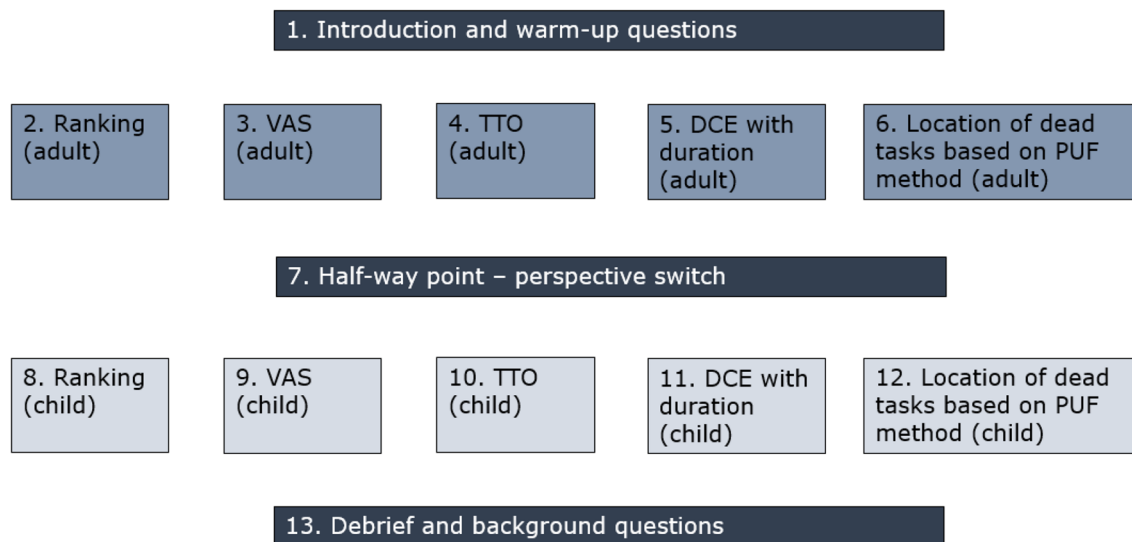 1. Introduction and warm-up questions
2. Ranking
(adult)
3. VAS
(adult)
4. TTO
(adult)
5. DCE with
duration
(adult)
6. Location of dead
tasks based on PUF
method (adult)
7. Half-way point – perspective switch
8. Ranking
(child)
9. VAS
(child)
10. TTO
(child)
11. DCE with
duration
(child)
12. Location of dead
tasks based on PUF
method (child)
13. Debrief and background questions